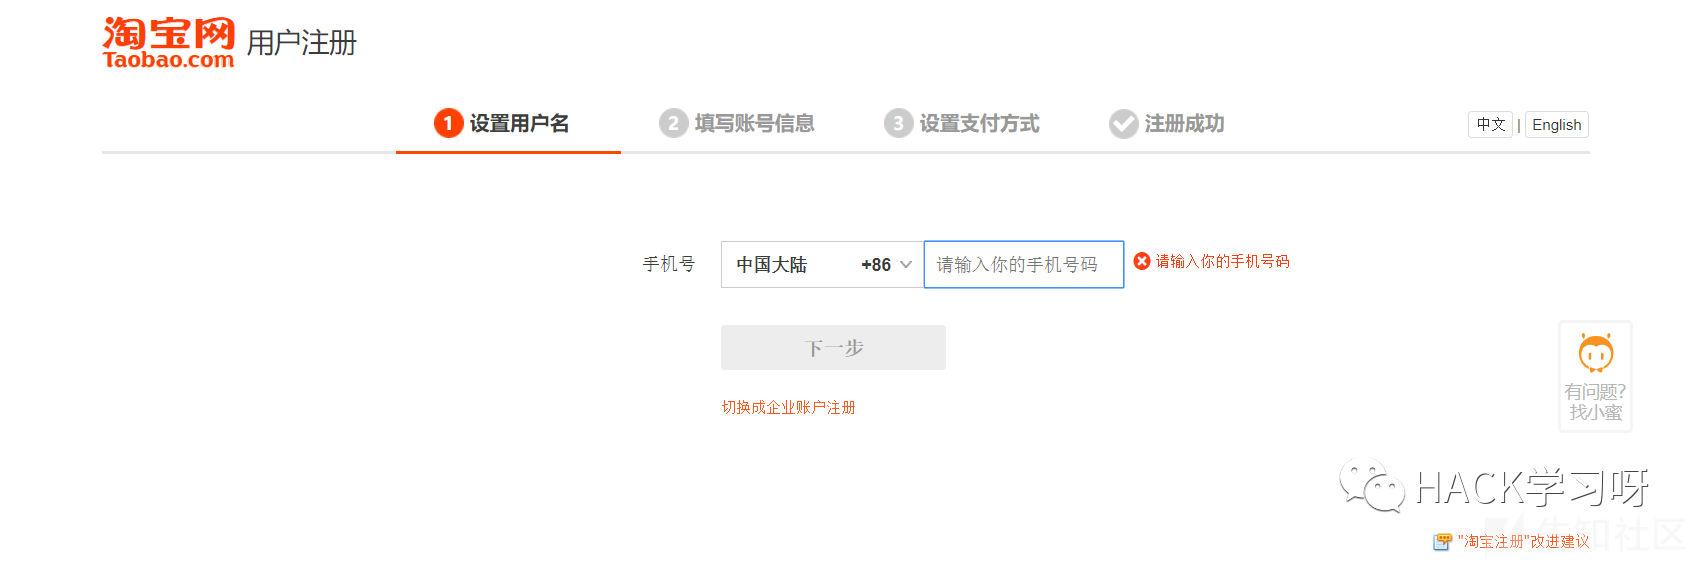 淘宝网
Taobao.com
用户注册
1 设置用户名
2 填写账号信息
3 设置支付方式
注册成功
中文 | English
手机号
中国大陆 +86
请输入你的手机号码
请输入你的手机号码
下一步
切换成企业账户注册
有问题?
找小蜜
HACK学习呀
先知社区
"淘宝注册"改进建议